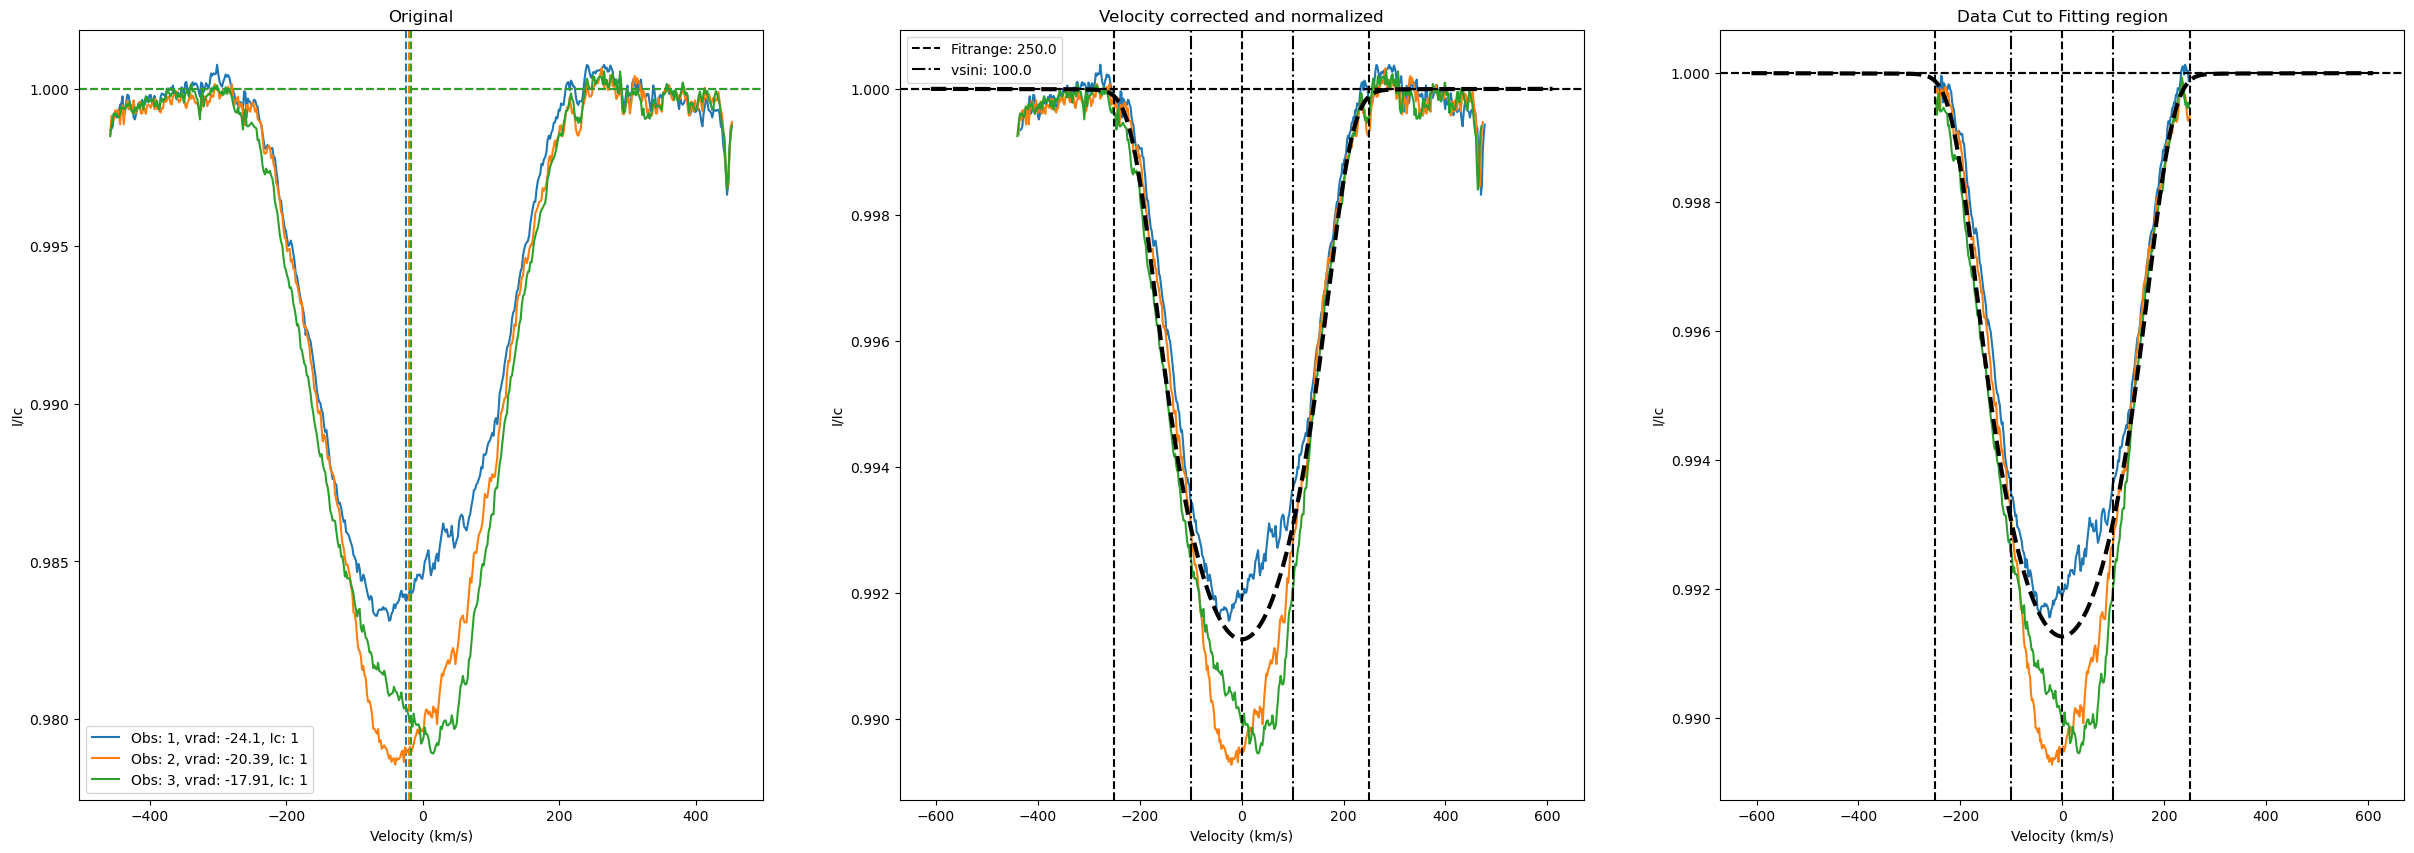 Original
1.000
0.995
0.990
0.985
0.980
I/Ic
Obs: 1, vrad: -24.1, Ic: 1
Obs: 2, vrad: -20.39, Ic: 1
Obs: 3, vrad: -17.91, Ic: 1
−400 −200 0 200 400
Velocity (km/s)
Velocity corrected and normalized
Fitrange: 250.0
vsini: 100.0
1.000
0.998
0.996
0.994
0.992
0.990
I/Ic
−600 −400 −200 0 200 400 600
Velocity (km/s)
Data Cut to Fitting region
1.000
0.998
0.996
0.994
0.992
0.990
I/Ic
−600 −400 −200 0 200 400 600
Velocity (km/s)